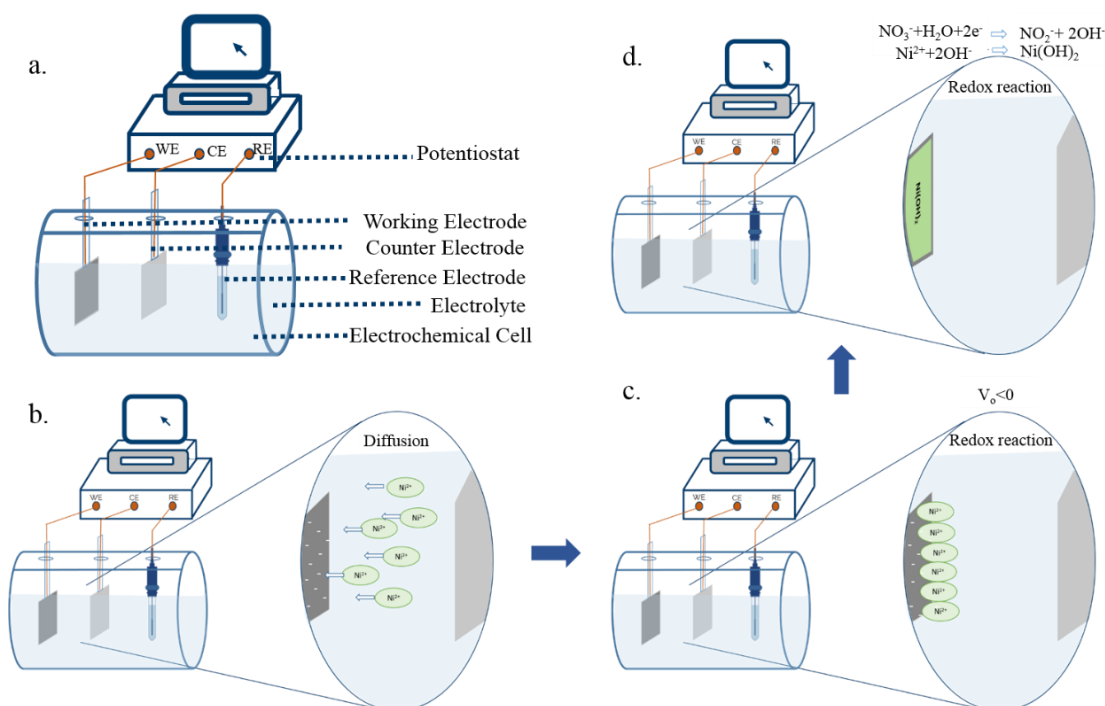 a.
WE CE RE
Potentiostat
Working Electrode
Counter Electrode
Reference Electrode
Electrolyte
Electrochemical Cell
b.
WE CE RE
Diffusion
Ni²⁺
Ni²⁺
Ni²⁺
Ni²⁺
Ni²⁺
Ni²⁺
c.
WE CE RE
V₀<0
Redox reaction
Ni²⁺
Ni²⁺
Ni²⁺
Ni²⁺
Ni²⁺
Ni²⁺
d.
WE CE RE
NO₃⁻+H₂O+2e⁻ ⇨ NO₂⁻+ 2OH⁻
Ni²⁺+2OH⁻ ⇨ Ni(OH)₂
Redox reaction
Ni(OH)₂